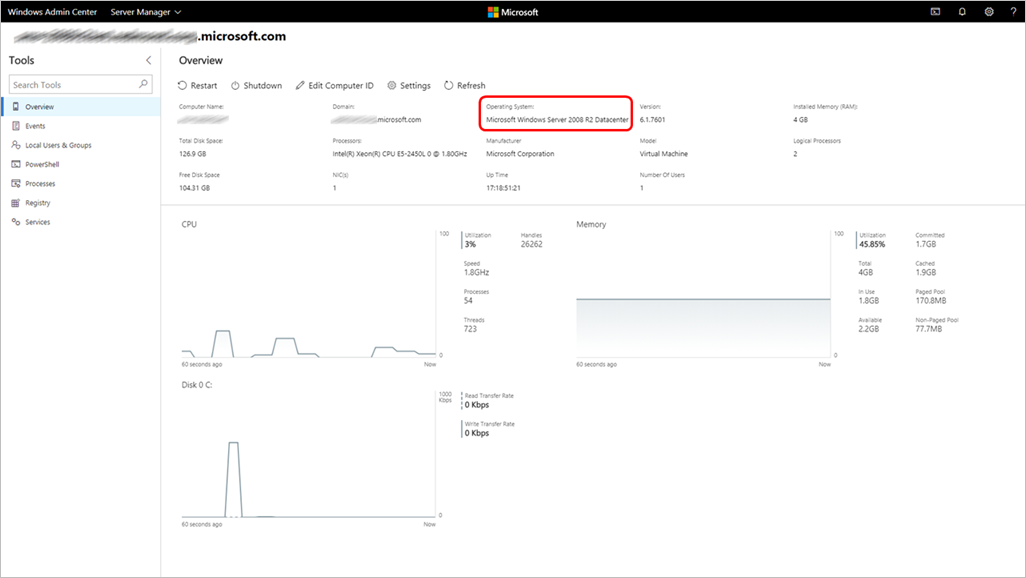 Windows Admin Center Server Manager Microsoft ?
.microsoft.com
Tools
Search Tools
Overview
Events
Local Users & Groups
PowerShell
Processes
Registry
Services
Overview
Restart Shutdown Edit Computer ID Settings Refresh
Computer Name: Domain: Operating System: Version: Installed Memory (RAM):
microsoft.com Microsoft Windows Server 2008 R2 Datacenter 6.1.7601 4 GB
Total Disk Space: Processors: Manufacturer Model Logical Processors
126.9 GB Intel(R) Xeon(R) CPU E5-2450L 0 @ 1.80GHz Microsoft Corporation Virtual Machine 2
Free Disk Space NIC(s) Up Time Number Of Users
104.31 GB 1 17:18:51:21 1
CPU
100
0
60 seconds ago Now
Utilization Handles
3% 26262
Speed
1.8GHz
Processes
54
Threads
723
Memory
100
0
60 seconds ago Now
Utilization Committed
45.85% 1.7GB
Total Cached
4GB 1.9GB
In Use Paged Pool
1.8GB 170.8MB
Available Non-Paged Pool
2.2GB 77.7MB
Disk 0 C:
1000
Kbps
0
60 seconds ago Now
Read Transfer Rate
0 Kbps
Write Transfer Rate
0 Kbps